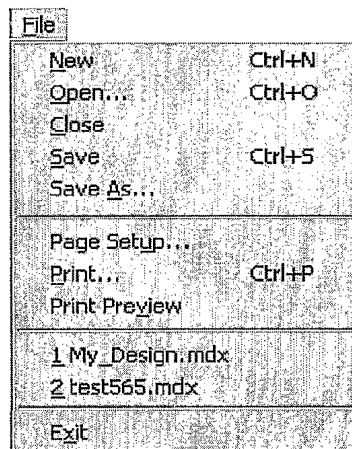 File
New Ctrl+N
Open... Ctrl+O
Close
Save Ctrl+S
Save As...
Page Setup...
Print... Ctrl+P
Print Preview
1 My_Design.mdx
2 test565.mdx
Exit